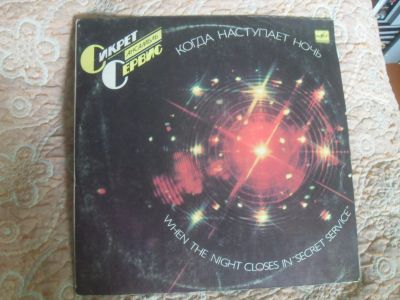 СИКРЕТ
АНСАМБЛЬ
СЕРВИС
КОГДА НАСТУПАЕТ НОЧЬ
WHEN THE NIGHT CLOSES IN "SECRET SERVICE"